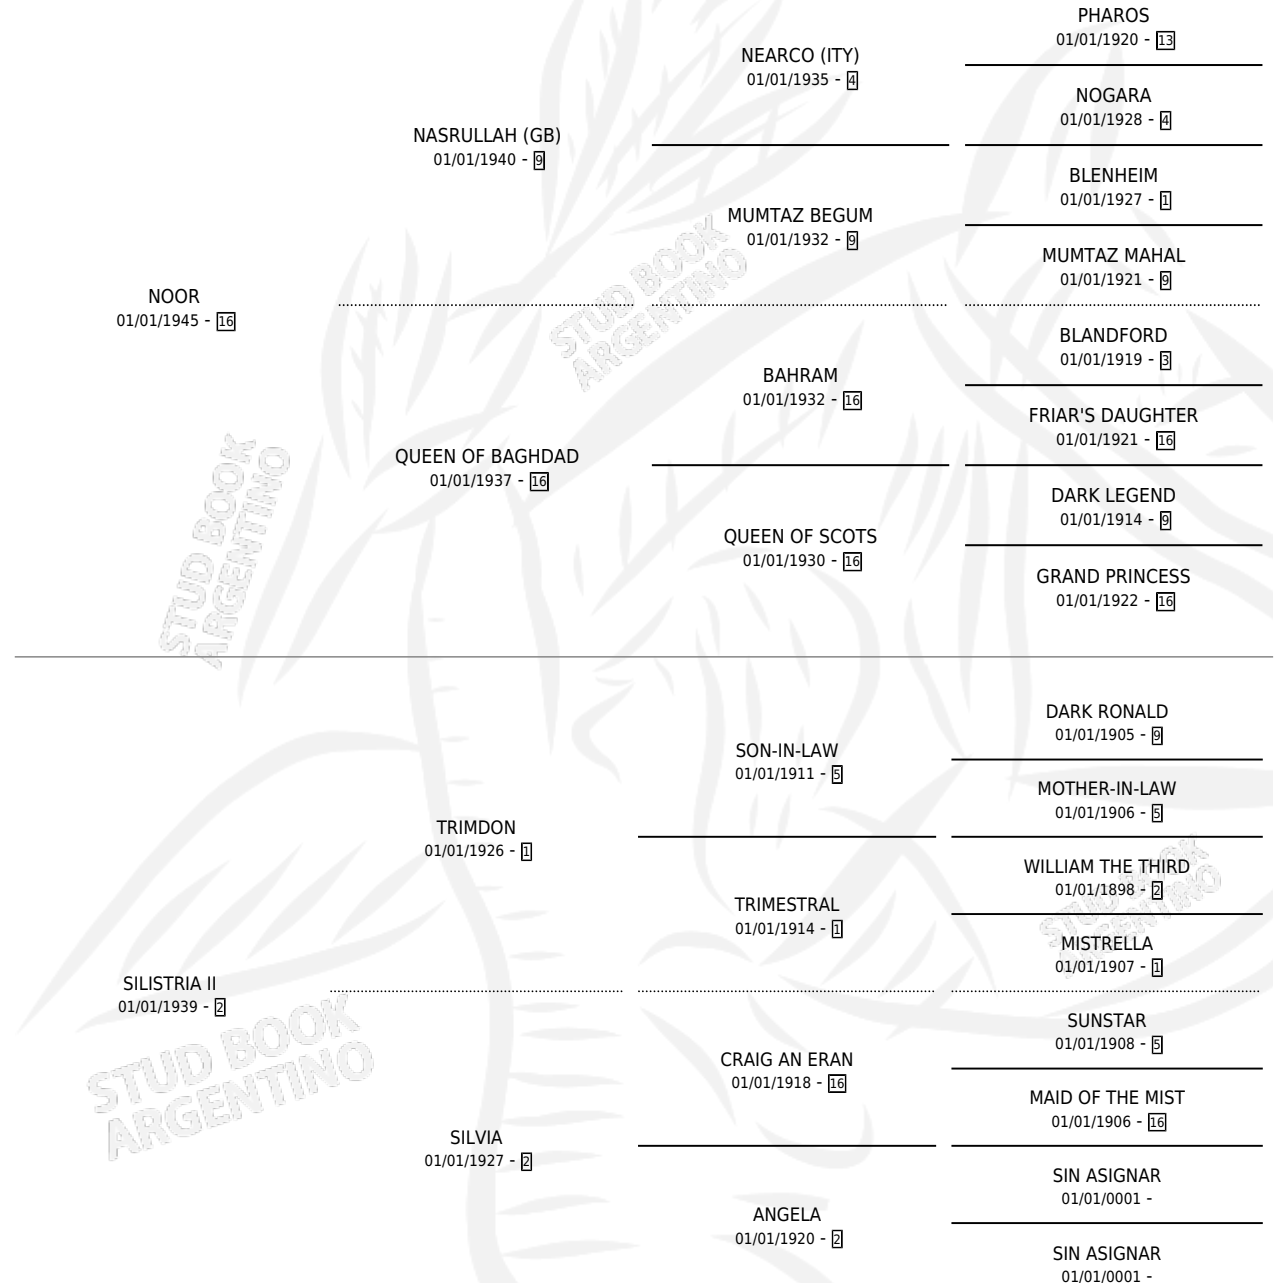 PHAROS
01/01/1920 - 13
NEARCO (ITY)
01/01/1935 - 4
NOGARA
01/01/1928 - 4
NASRULLAH (GB)
01/01/1940 - 9
BLENHEIM
01/01/1927 - 1
MUMTAZ BEGUM
01/01/1932 - 9
MUMTAZ MAHAL
01/01/1921 - 9
NOOR
01/01/1945 - 16
STUD BOOK
ARGENTINO
BLANDFORD
01/01/1919 - 3
BAHRAM
01/01/1932 - 16
FRIAR'S DAUGHTER
01/01/1921 - 16
QUEEN OF BAGHDAD
01/01/1937 - 16
DARK LEGEND
01/01/1914 - 9
QUEEN OF SCOTS
01/01/1930 - 16
GRAND PRINCESS
01/01/1922 - 16
STUD BOOK
ARGENTINO
DARK RONALD
01/01/1905 - 9
SON-IN-LAW
01/01/1911 - 5
MOTHER-IN-LAW
01/01/1906 - 5
TRIMDON
01/01/1926 - 1
WILLIAM THE THIRD
01/01/1898 - 2
TRIMESTRAL
01/01/1914 - 1
STUD BOOK
ARGENTINO
MISTRELLA
01/01/1907 - 1
SILISTRIA II
01/01/1939 - 2
SUNSTAR
01/01/1908 - 5
CRAIG AN ERAN
01/01/1918 - 16
STUD BOOK
ARGENTINO
MAID OF THE MIST
01/01/1906 - 16
SILVIA
01/01/1927 - 2
SIN ASIGNAR
01/01/0001 -
ANGELA
01/01/1920 - 2
SIN ASIGNAR
01/01/0001 -